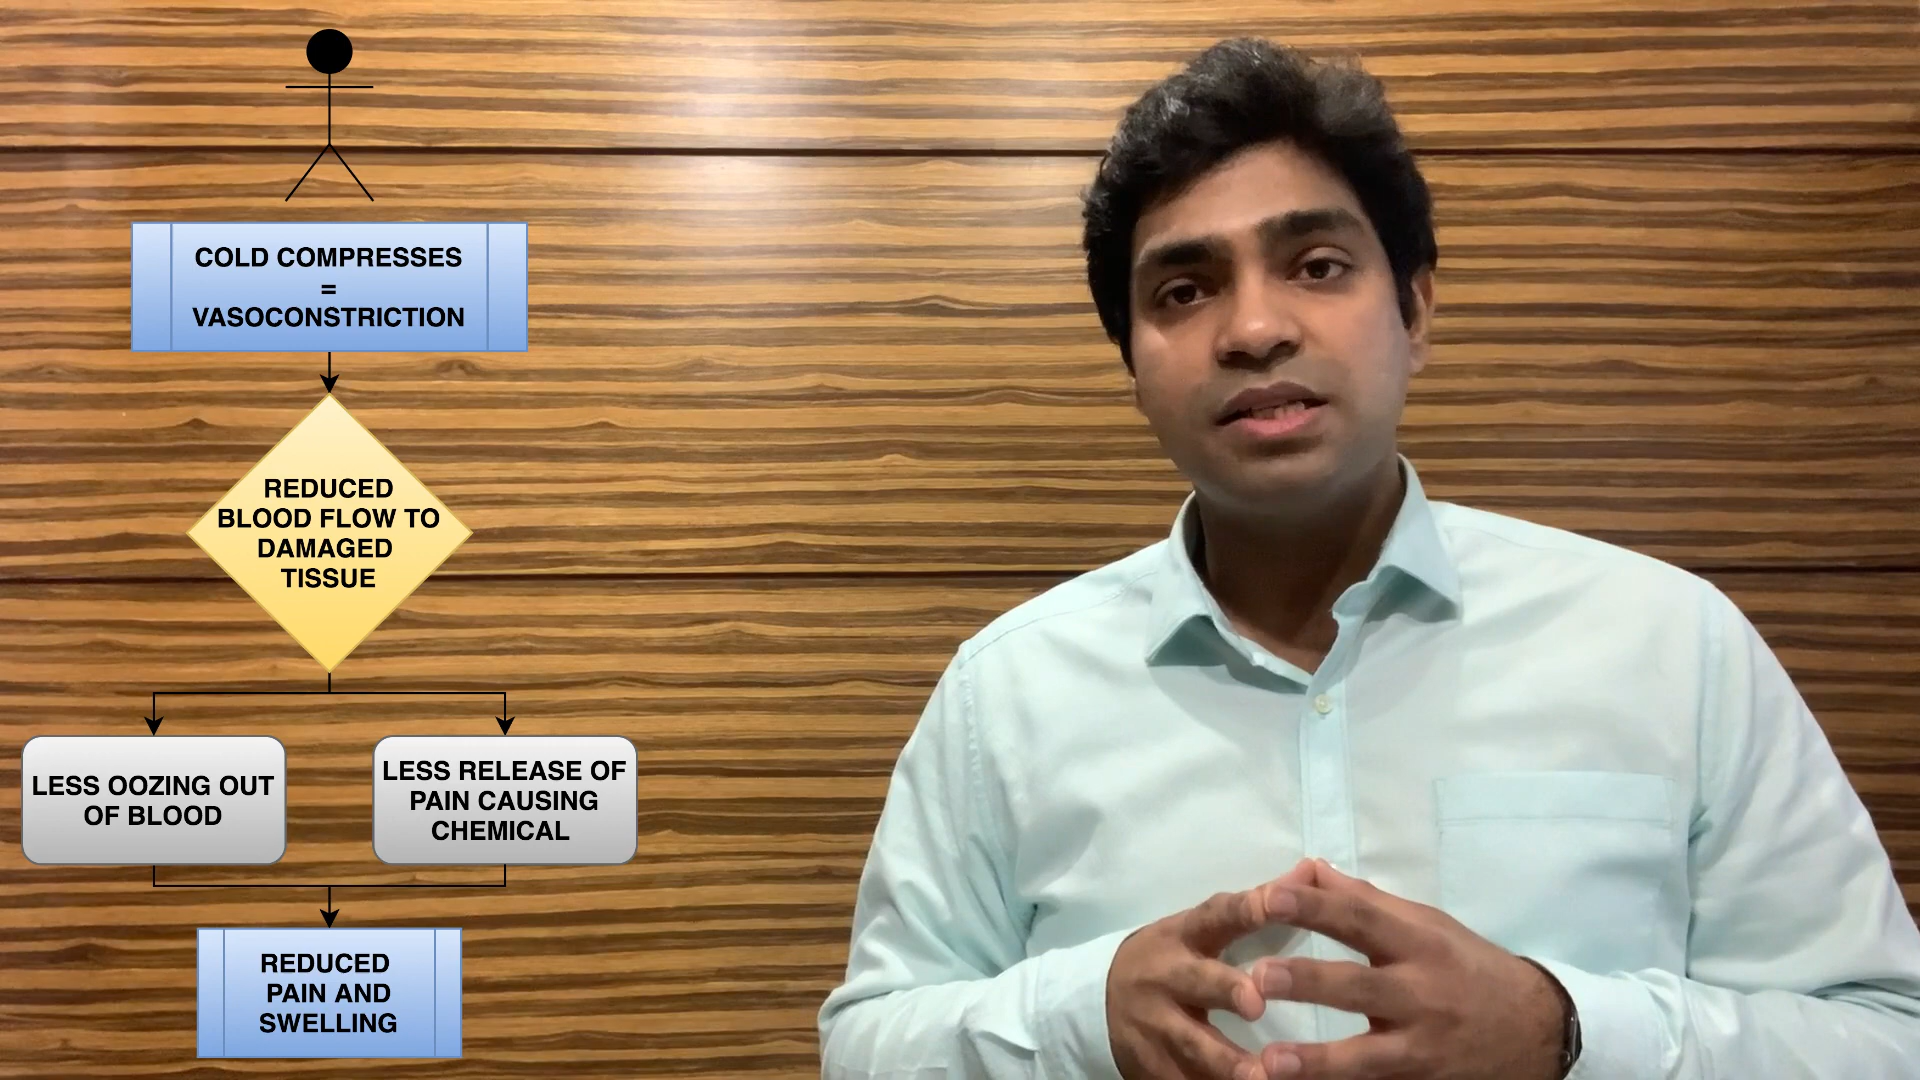 COLD COMPRESSES
=
VASOCONSTRICTION
REDUCED
BLOOD FLOW TO
DAMAGED
TISSUE
LESS OOZING OUT
OF BLOOD
LESS RELEASE OF
PAIN CAUSING
CHEMICAL
REDUCED
PAIN AND
SWELLING